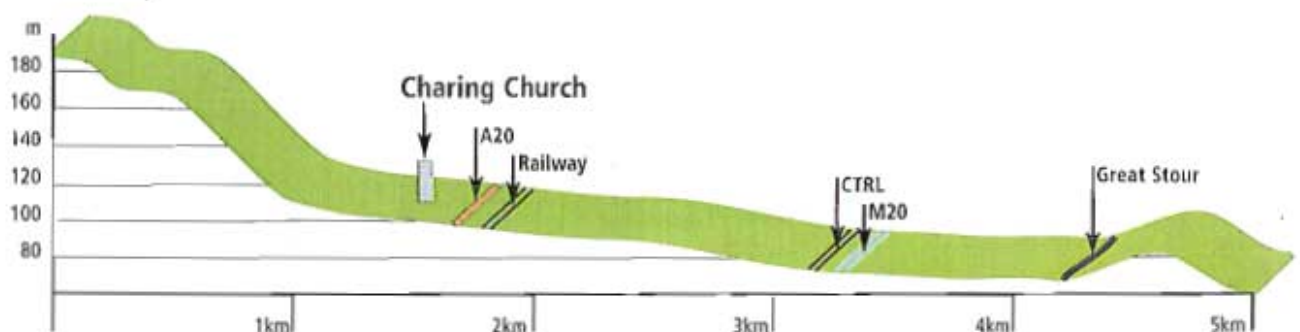 m
180
160
140
120
100
80
Charing Church
A20
Railway
CTRL
M20
Great Stour
1km
2km
3km
4km
5km